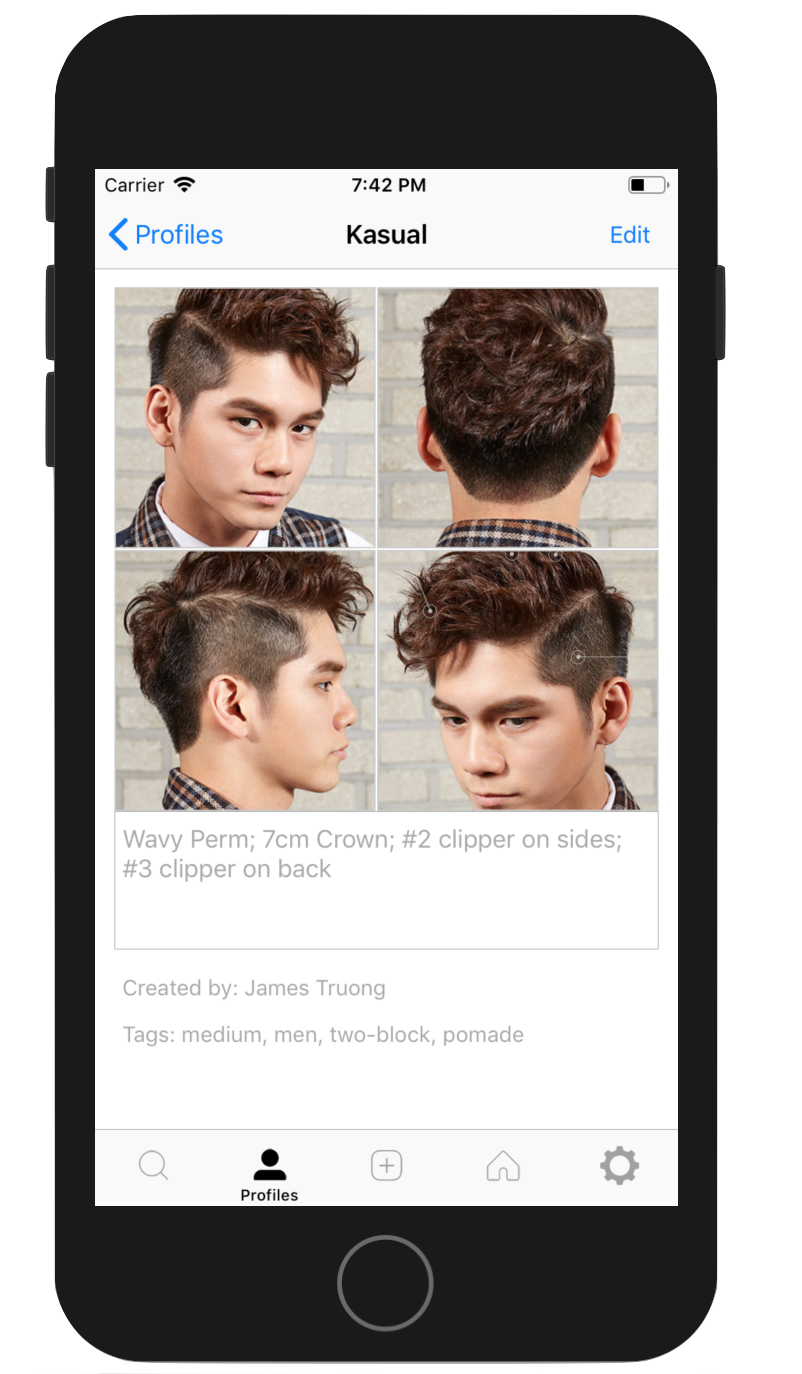 Carrier 7:42 PM
Profiles Kasual Edit
Wavy Perm; 7cm Crown; #2 clipper on sides;
#3 clipper on back
Created by: James Truong
Tags: medium, men, two-block, pomade
Profiles